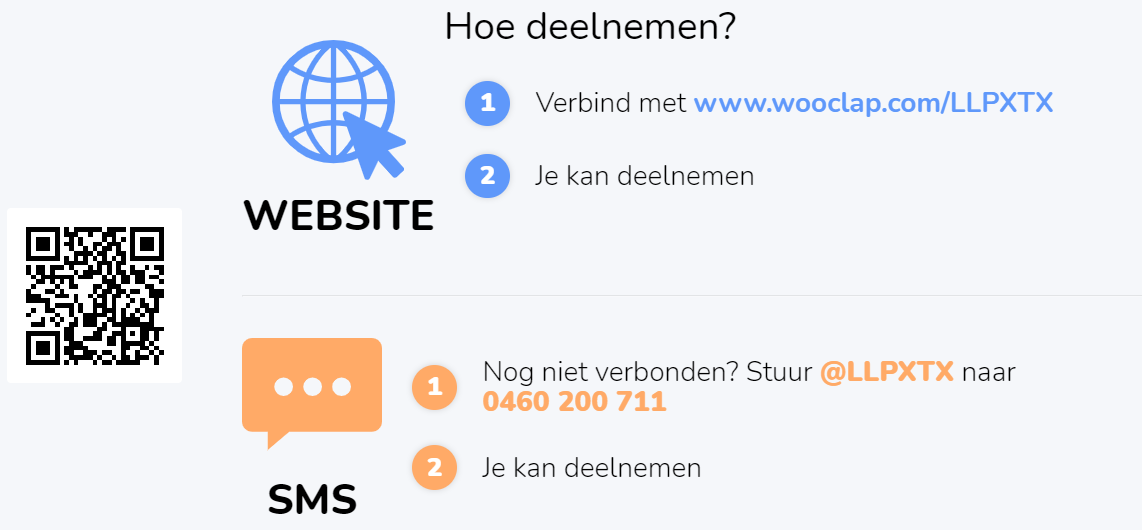 Hoe deelnemen?
1 Verbind met www.wooclap.com/LLPXTX
2 Je kan deelnemen
WEBSITE
1 Nog niet verbonden? Stuur @LLPXTX naar
0460 200 711
2 Je kan deelnemen
SMS